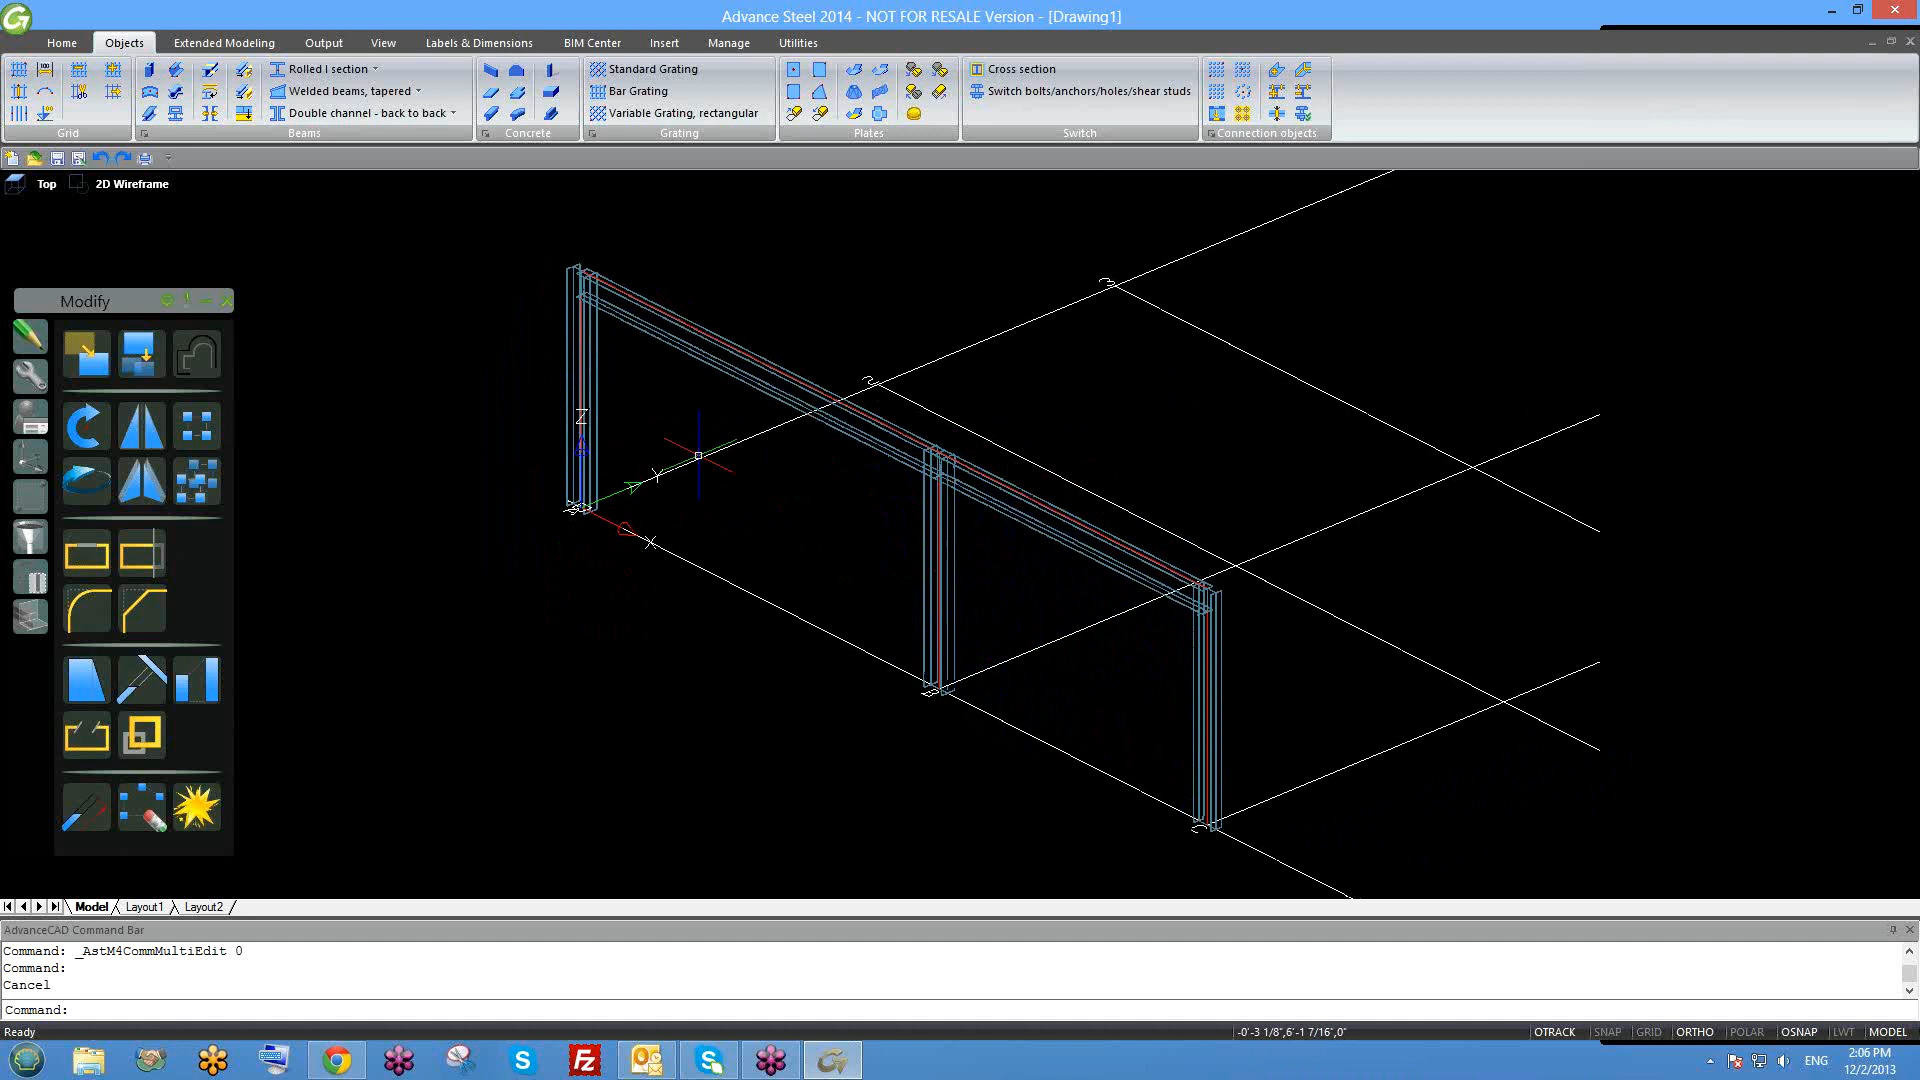 Advance Steel 2014 - NOT FOR RESALE Version - [Drawing1]
Home Objects Extended Modeling Output View Labels & Dimensions BIM Center Insert Manage Utilities
Rolled I section Standard Grating Cross section
Welded beams, tapered Bar Grating Switch bolts/anchors/holes/shear studs
Double channel - back to back Variable Grating, rectangular
Grid Beams Concrete Grating Plates Switch Connection objects
Top 2D Wireframe
3
Modify
2
Z
Y
X
Model Layout1 Layout2
AdvanceCAD Command Bar
Command: _AstM4CommMultiEdit 0
Command:
Cancel
Command:
Ready -0'-3 1/8",6'-1 7/16",0" OTRACK SNAP GRID ORTHO POLAR OSNAP LWT MODEL
ENG 2:06 PM
12/2/2013